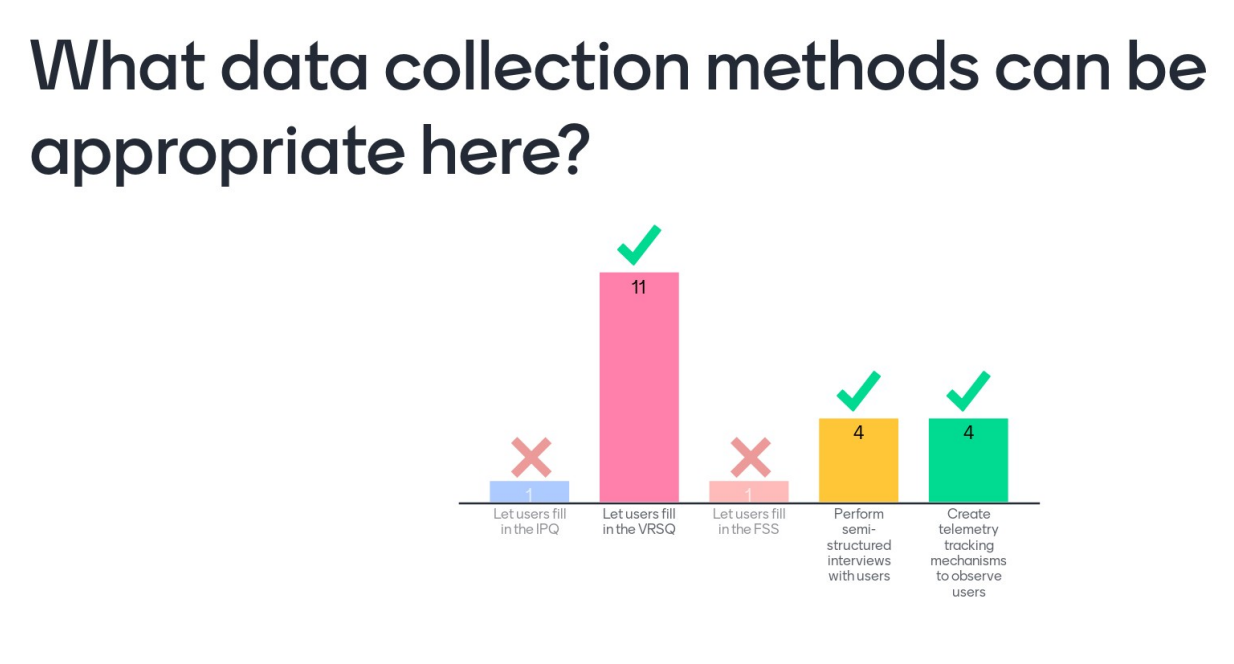 What data collection methods can be
appropriate here?
11
4
4
1
1
Let users fill
in the IPQ
Let users fill
in the VRSQ
Let users fill
in the FSS
Perform
semi-
structured
interviews
with users
Create
telemetry
tracking
mechanisms
to observe
users